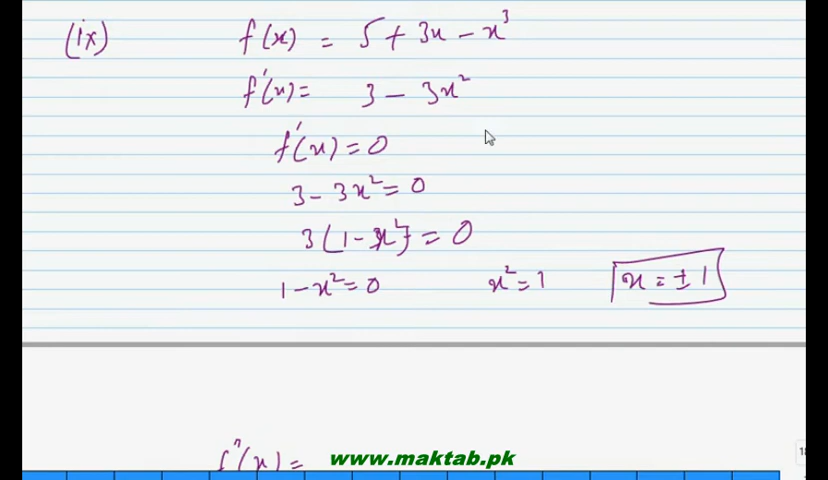 (ix) f(x) = 5 + 3x - x³
f'(x) = 3 - 3x²
f'(x) = 0
3 - 3x² = 0
3(1 - x²) = 0
1 - x² = 0 x² = 1 x = ± 1
f''(x) =
www.maktab.pk